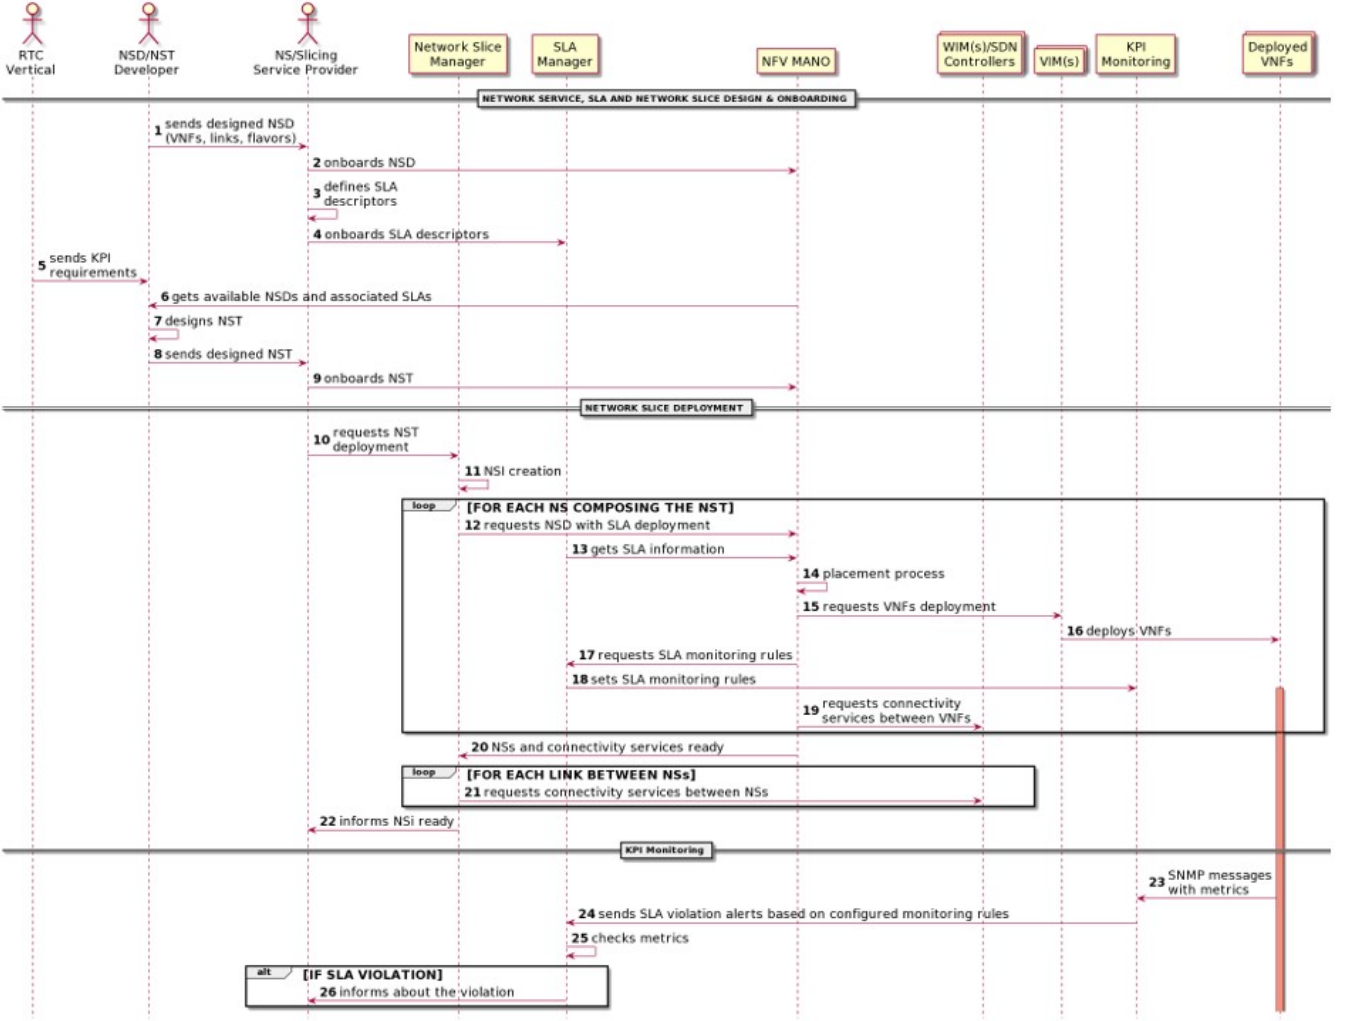 RTC
Vertical
NSD/NST
Developer
NS/Slicing
Service Provider
Network Slice
Manager
SLA
Manager
NFV MANO
WIM(s)/SDN
Controllers
VIM(s)
KPI
Monitoring
Deployed
VNFs
NETWORK SERVICE, SLA AND NETWORK SLICE DESIGN & ONBOARDING
1 sends designed NSD
(VNFs, links, flavors)
2 onboards NSD
3 defines SLA
descriptors
4 onboards SLA descriptors
5 sends KPI
requirements
6 gets available NSDs and associated SLAs
7 designs NST
8 sends designed NST
9 onboards NST
NETWORK SLICE DEPLOYMENT
10 requests NST
deployment
11 NSI creation
loop [FOR EACH NS COMPOSING THE NST]
12 requests NSD with SLA deployment
13 gets SLA information
14 placement process
15 requests VNFs deployment
16 deploys VNFs
17 requests SLA monitoring rules
18 sets SLA monitoring rules
19 requests connectivity
services between VNFs
20 NSs and connectivity services ready
loop [FOR EACH LINK BETWEEN NSs]
21 requests connectivity services between NSs
22 informs NSi ready
KPI Monitoring
23 SNMP messages
with metrics
24 sends SLA violation alerts based on configured monitoring rules
25 checks metrics
alt [IF SLA VIOLATION]
26 informs about the violation